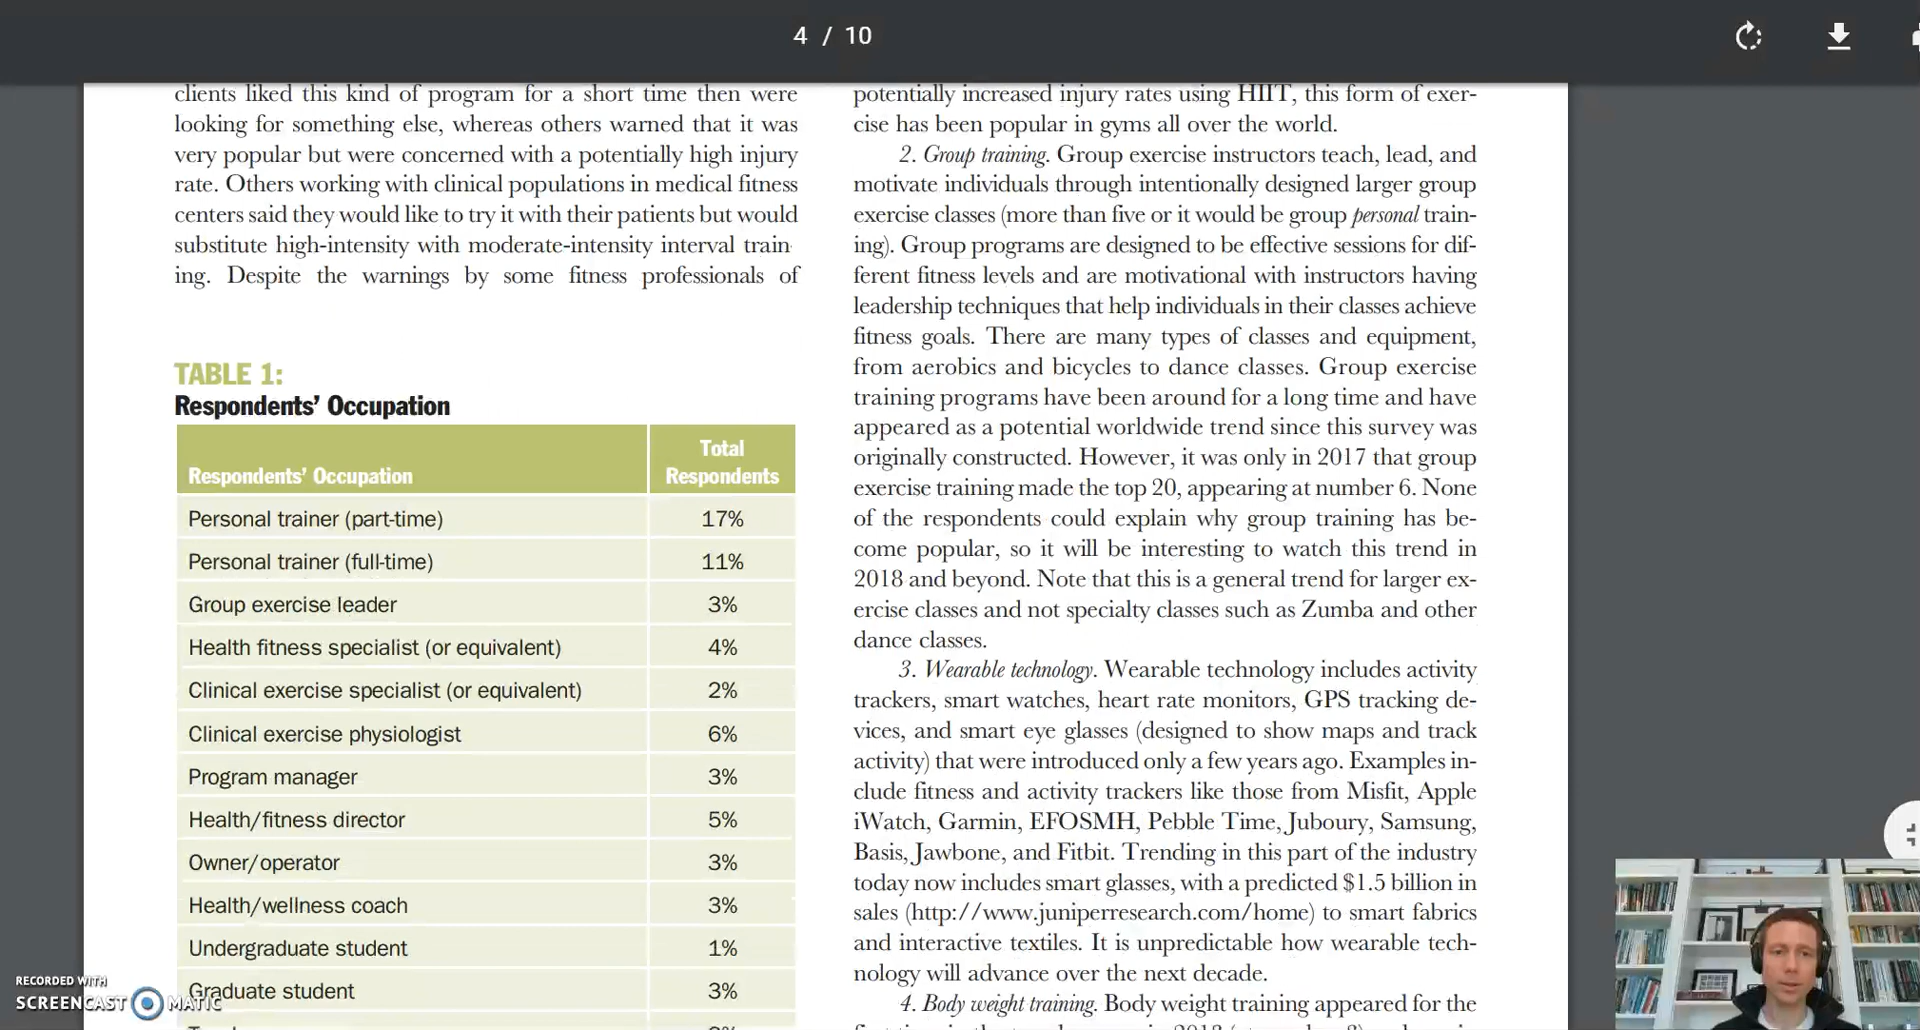 4 / 10
clients liked this kind of program for a short time then were
looking for something else, whereas others warned that it was
very popular but were concerned with a potentially high injury
rate. Others working with clinical populations in medical fitness
centers said they would like to try it with their patients but would
substitute high-intensity with moderate-intensity interval train-
ing. Despite the warnings by some fitness professionals of
TABLE 1:
Respondents' Occupation
Respondents' Occupation Total Respondents
Personal trainer (part-time) 17%
Personal trainer (full-time) 11%
Group exercise leader 3%
Health fitness specialist (or equivalent) 4%
Clinical exercise specialist (or equivalent) 2%
Clinical exercise physiologist 6%
Program manager 3%
Health/fitness director 5%
Owner/operator 3%
Health/wellness coach 3%
Undergraduate student 1%
Graduate student 3%
potentially increased injury rates using HIIT, this form of exer-
cise has been popular in gyms all over the world.
2. Group training. Group exercise instructors teach, lead, and
motivate individuals through intentionally designed larger group
exercise classes (more than five or it would be group personal train-
ing). Group programs are designed to be effective sessions for dif-
ferent fitness levels and are motivational with instructors having
leadership techniques that help individuals in their classes achieve
fitness goals. There are many types of classes and equipment,
from aerobics and bicycles to dance classes. Group exercise
training programs have been around for a long time and have
appeared as a potential worldwide trend since this survey was
originally constructed. However, it was only in 2017 that group
exercise training made the top 20, appearing at number 6. None
of the respondents could explain why group training has be-
come popular, so it will be interesting to watch this trend in
2018 and beyond. Note that this is a general trend for larger ex-
ercise classes and not specialty classes such as Zumba and other
dance classes.
3. Wearable technology. Wearable technology includes activity
trackers, smart watches, heart rate monitors, GPS tracking de-
vices, and smart eye glasses (designed to show maps and track
activity) that were introduced only a few years ago. Examples in-
clude fitness and activity trackers like those from Misfit, Apple
iWatch, Garmin, EFOSMH, Pebble Time, Juboury, Samsung,
Basis, Jawbone, and Fitbit. Trending in this part of the industry
today now includes smart glasses, with a predicted $1.5 billion in
sales (http://www.juniperresearch.com/home) to smart fabrics
and interactive textiles. It is unpredictable how wearable tech-
nology will advance over the next decade.
4. Body weight training. Body weight training appeared for the
RECORDED WITH
SCREENCAST MATIC